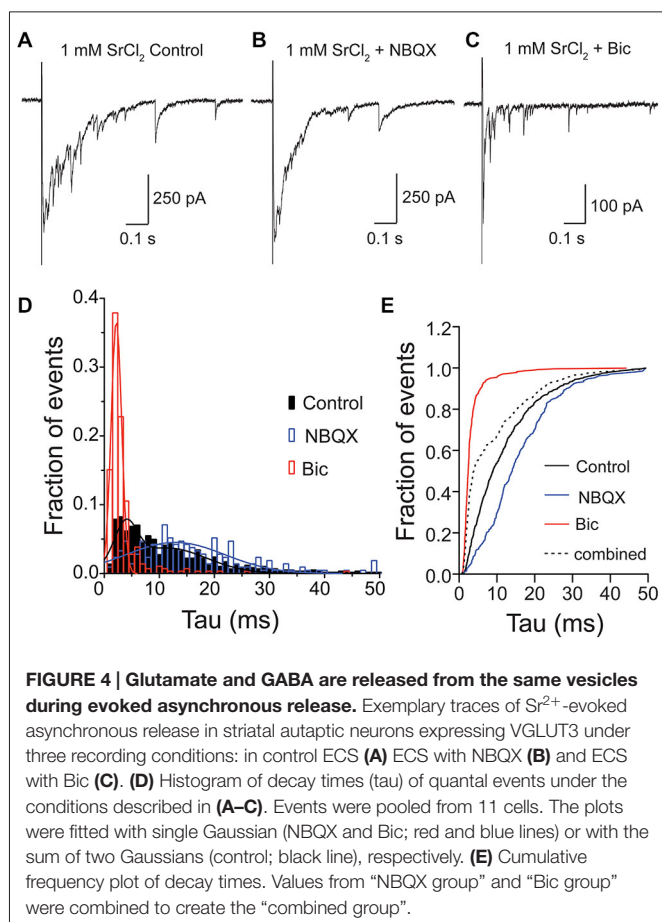 A
1 mM SrCl₂ Control
250 pA
0.1 s
B
1 mM SrCl₂ + NBQX
250 pA
0.1 s
C
1 mM SrCl₂ + Bic
100 pA
0.1 s
D
Fraction of events
0.4
0.3
0.2
0.1
0.0
Control
NBQX
Bic
0 10 20 30 40 50
Tau (ms)
E
Fraction of events
1.2
1.0
0.8
0.6
0.4
0.2
0.0
Control
NBQX
Bic
combined
0 10 20 30 40 50
Tau (ms)
FIGURE 4 | Glutamate and GABA are released from the same vesicles
during evoked asynchronous release. Exemplary traces of Sr²⁺-evoked
asynchronous release in striatal autaptic neurons expressing VGLUT3 under
three recording conditions: in control ECS (A) ECS with NBQX (B) and ECS
with Bic (C). (D) Histogram of decay times (tau) of quantal events under the
conditions described in (A–C). Events were pooled from 11 cells. The plots
were fitted with single Gaussian (NBQX and Bic; red and blue lines) or with the
sum of two Gaussians (control; black line), respectively. (E) Cumulative
frequency plot of decay times. Values from “NBQX group” and “Bic group”
were combined to create the “combined group”.